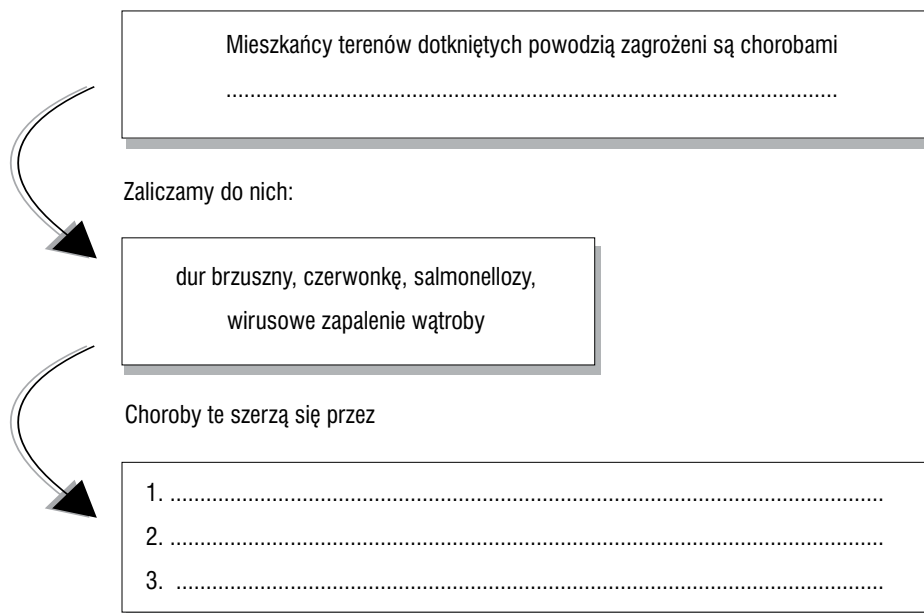 Mieszkańcy terenów dotkniętych powodzią zagrożeni są chorobami
......................................................................................................
Zaliczamy do nich:
dur brzuszny, czerwonkę, salmonellozy,
wirusowe zapalenie wątroby
Choroby te szerzą się przez
1. .......................................................................................................................
2. .......................................................................................................................
3. ......................................................................................................................